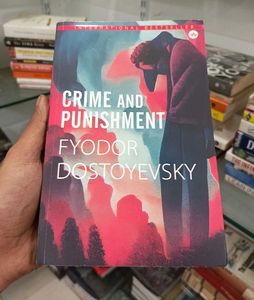 INTERNATIONAL BESTSELLER
CRIME AND
PUNISHMENT
FYODOR
DOSTOYEVSKY